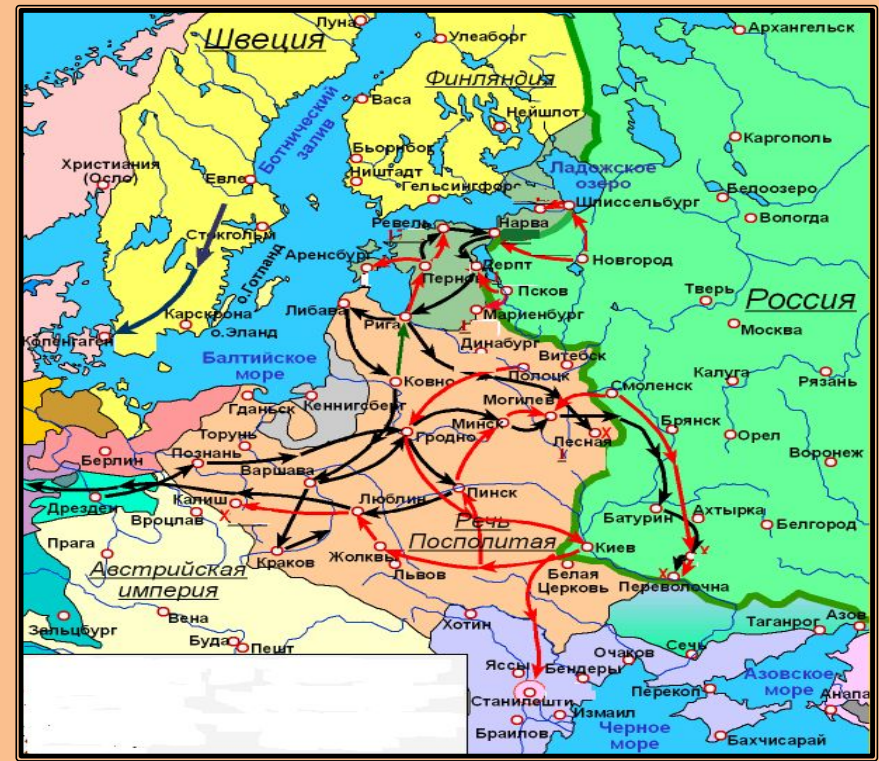 Луна
Швеция
Улеаборг
Архангельск
Финляндия
Васа
Ботнический
залив
Нейшлот
Каргополь
Бьорнборг
Христиания
(Осло)
Евле
Ништадт
Гельсингфор
Ладожское
озеро
Белоозеро
Шлиссельбург
Вологда
Стокгольм
Ревель
Нарва
Аренсбург
Новгород
о.Готланд
Пернов
Дерпт
Псков
Тверь
Россия
Либава
Карскрона
о.Эланд
Рига
Мариенбург
Москва
Копенгаген
Динабург
Балтийское
море
Витебск
Полоцк
Ковно
Смоленск
Калуга
Рязань
Гданьск
Кеннигсберг
Могилев
Минск
Брянск
Торунь
Гродно
Лесная
Орел
Познань
Берлин
Варшава
Воронеж
Дрезден
Калиш
Люблин
Пинск
Вроцлав
Батурин
Ахтырка
Белгород
Речь
Посполитая
Прага
Киев
Жолквы
Австрийская
империя
Краков
Львов
Белая
Церковь
Переволочна
Вена
Зальцбург
Хотин
Таганрог
Азов
Буда
Пешт
Сечь
Очаков
Яссы
Бендеры
Азовское
море
Перекоп
Анапа
Станилешти
Измаил
Браилов
Черное
море
Бахчисарай